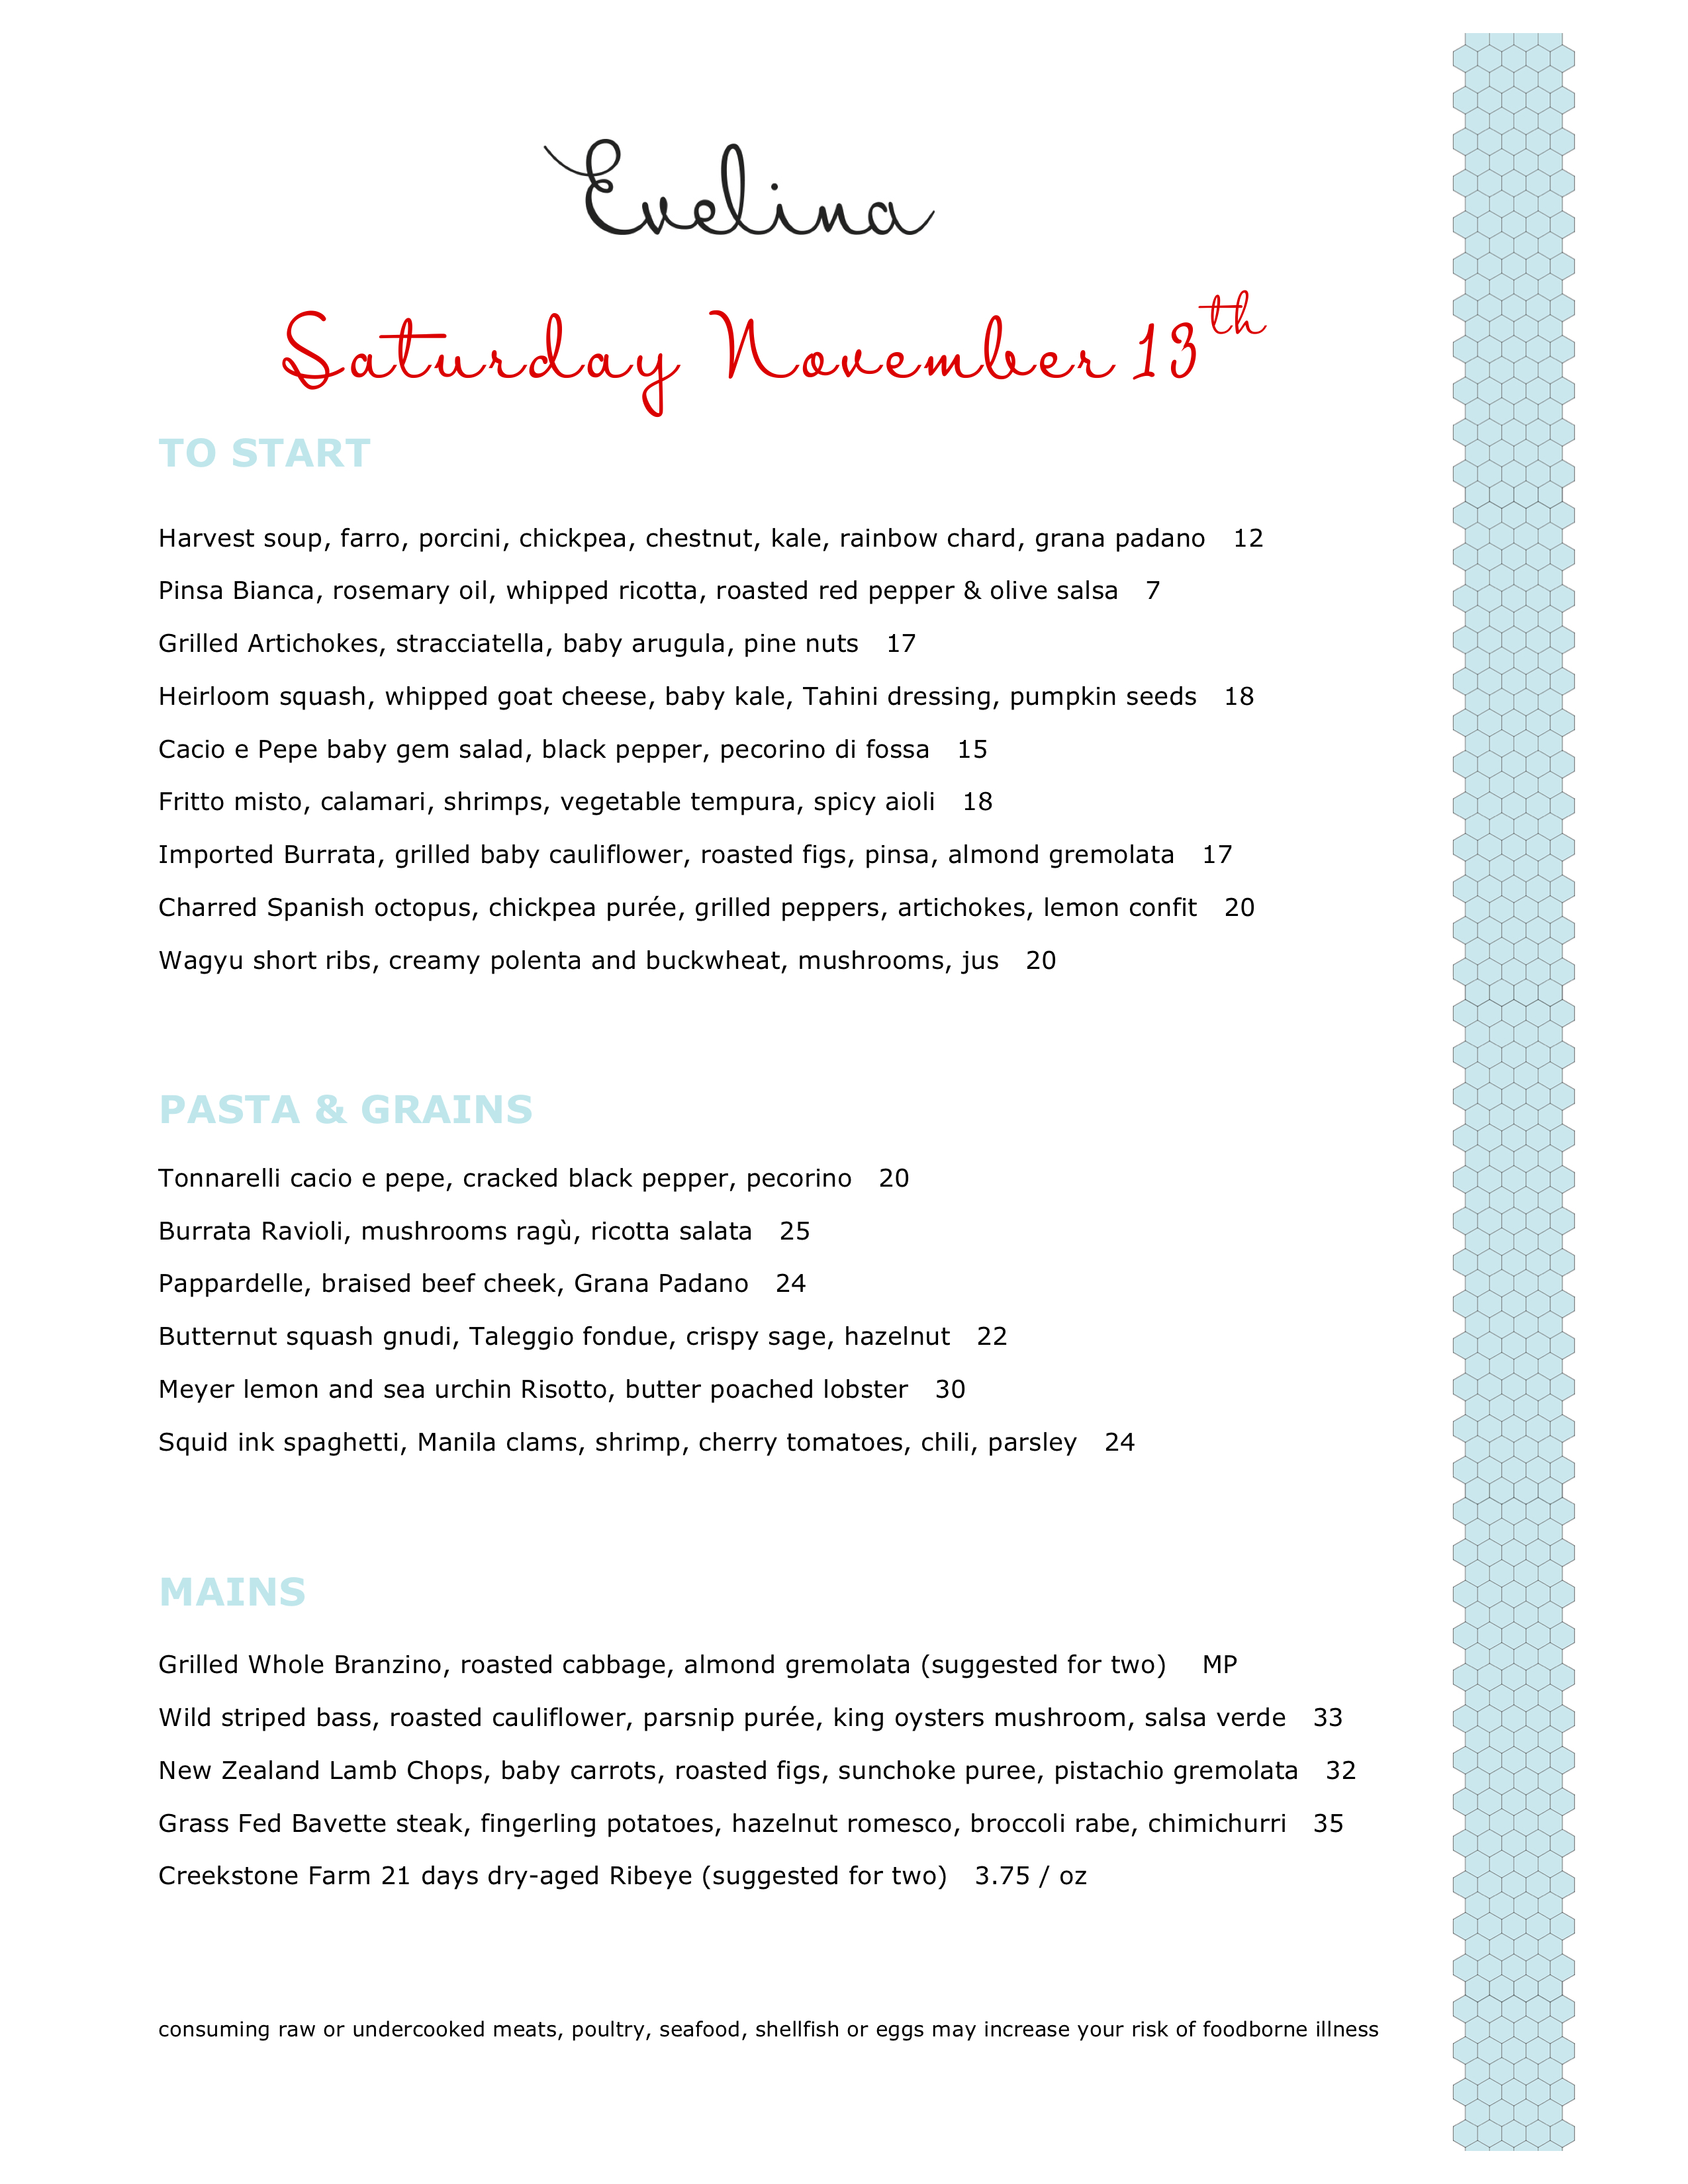 Evelina
Saturday November 13th
TO START
Harvest soup, farro, porcini, chickpea, chestnut, kale, rainbow chard, grana padano 12
Pinsa Bianca, rosemary oil, whipped ricotta, roasted red pepper & olive salsa 7
Grilled Artichokes, stracciatella, baby arugula, pine nuts 17
Heirloom squash, whipped goat cheese, baby kale, Tahini dressing, pumpkin seeds 18
Cacio e Pepe baby gem salad, black pepper, pecorino di fossa 15
Fritto misto, calamari, shrimps, vegetable tempura, spicy aioli 18
Imported Burrata, grilled baby cauliflower, roasted figs, pinsa, almond gremolata 17
Charred Spanish octopus, chickpea purée, grilled peppers, artichokes, lemon confit 20
Wagyu short ribs, creamy polenta and buckwheat, mushrooms, jus 20
PASTA & GRAINS
Tonnarelli cacio e pepe, cracked black pepper, pecorino 20
Burrata Ravioli, mushrooms ragù, ricotta salata 25
Pappardelle, braised beef cheek, Grana Padano 24
Butternut squash gnudi, Taleggio fondue, crispy sage, hazelnut 22
Meyer lemon and sea urchin Risotto, butter poached lobster 30
Squid ink spaghetti, Manila clams, shrimp, cherry tomatoes, chili, parsley 24
MAINS
Grilled Whole Branzino, roasted cabbage, almond gremolata (suggested for two) MP
Wild striped bass, roasted cauliflower, parsnip purée, king oysters mushroom, salsa verde 33
New Zealand Lamb Chops, baby carrots, roasted figs, sunchoke puree, pistachio gremolata 32
Grass Fed Bavette steak, fingerling potatoes, hazelnut romesco, broccoli rabe, chimichurri 35
Creekstone Farm 21 days dry-aged Ribeye (suggested for two) 3.75 / oz
consuming raw or undercooked meats, poultry, seafood, shellfish or eggs may increase your risk of foodborne illness